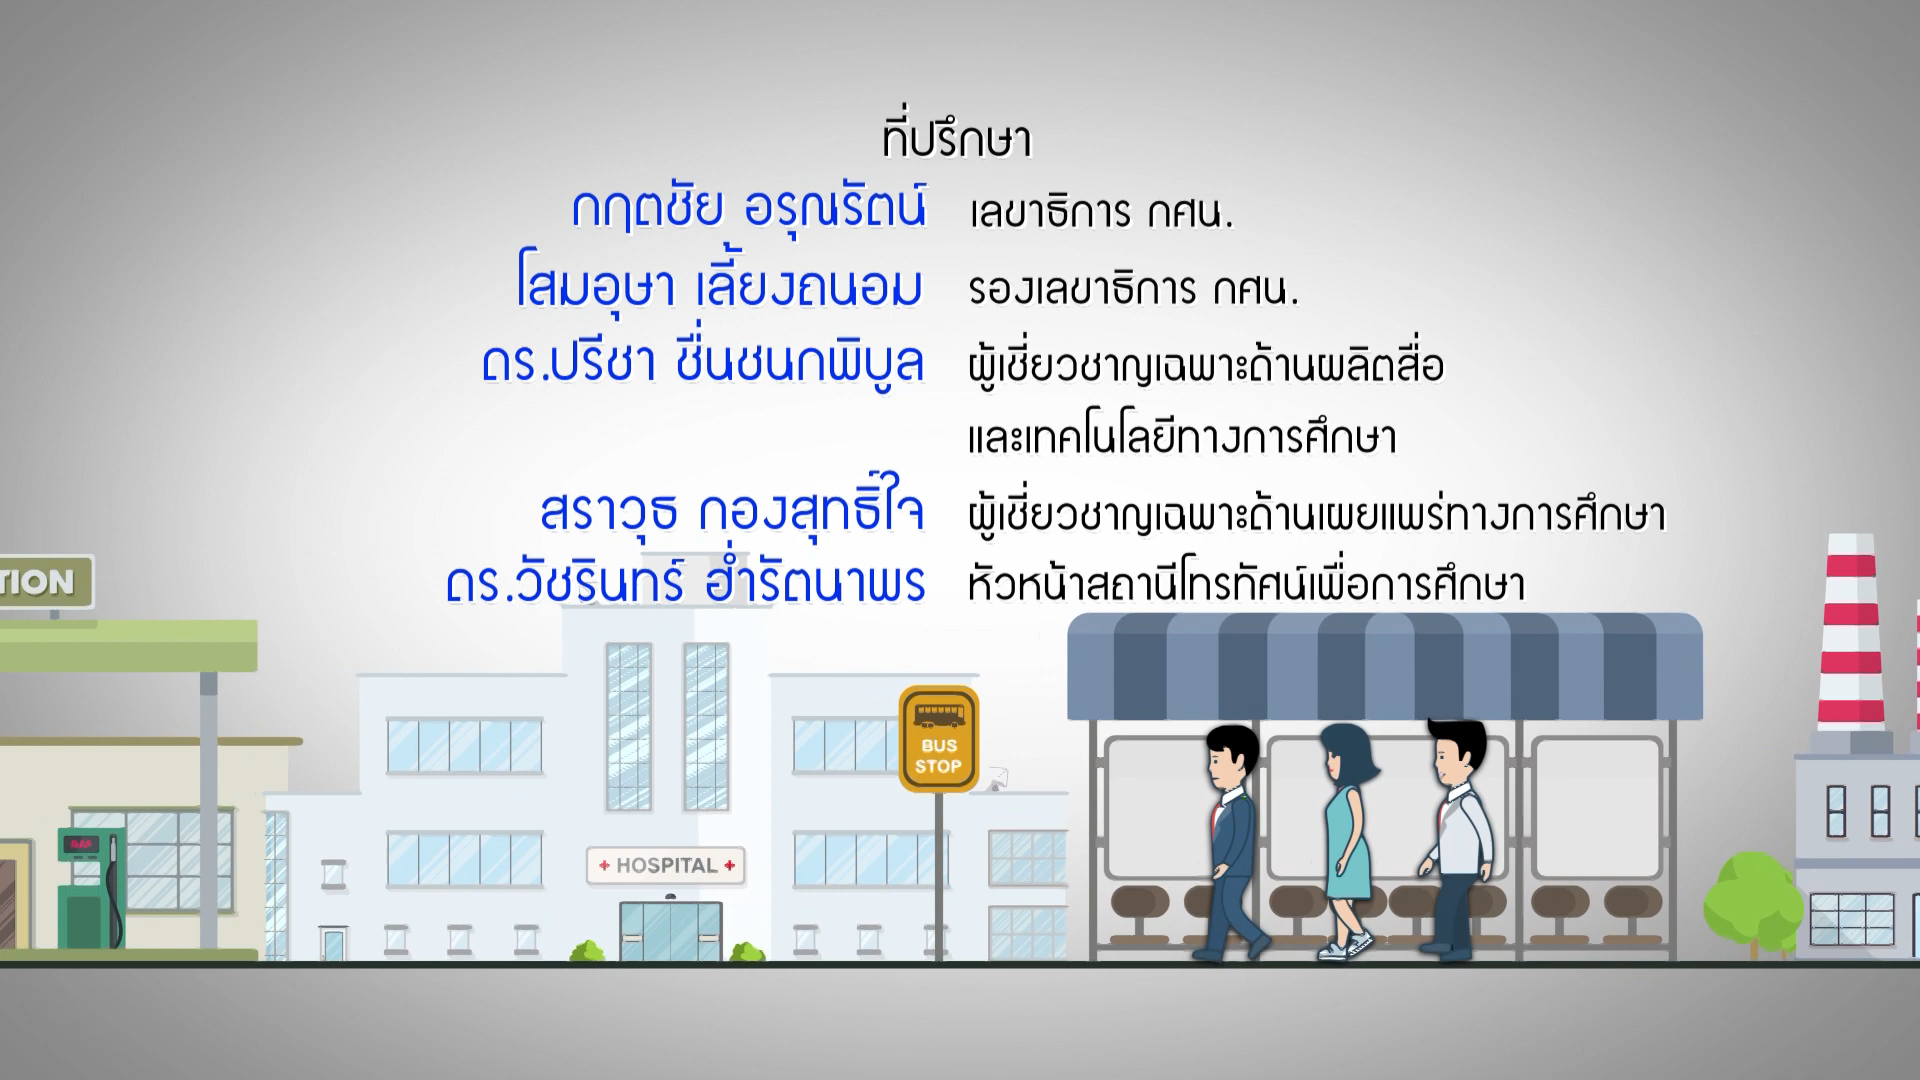 ที่ปรึกษา
กฤตชัย อรุณรัตน์ เลขาธิการ กศน.
โสมอุษา เลี้ยงถนอม รองเลขาธิการ กศน.
ดร.ปรีชา ชื่นชนกพิบูล ผู้เชี่ยวชาญเฉพาะด้านผลิตสื่อ
และเทคโนโลยีทางการศึกษา
สราวุธ กองสุทธิ์ใจ ผู้เชี่ยวชาญเฉพาะด้านเผยแพร่ทางการศึกษา
ดร.วัชรินทร์ ฮ่ำรัตนาพร หัวหน้าสถานีโทรทัศน์เพื่อการศึกษา
TION
BUS
STOP
HOSPITAL